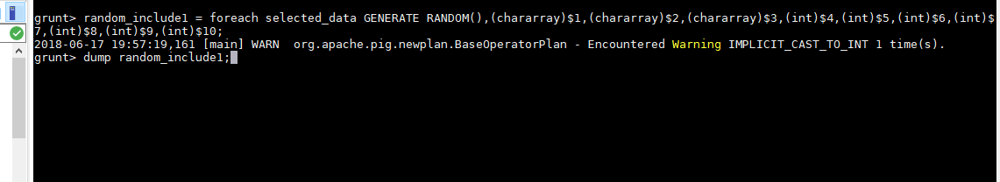 grunt> random_include1 = foreach selected_data GENERATE RANDOM(),(chararray)$1,(chararray)$2,(chararray)$3,(int)$4,(int)$5,(int)$6,(int)$
7,(int)$8,(int)$9,(int)$10;
2018-06-17 19:57:19,161 [main] WARN  org.apache.pig.newplan.BaseOperatorPlan - Encountered Warning IMPLICIT_CAST_TO_INT 1 time(s).
grunt> dump random_include1;